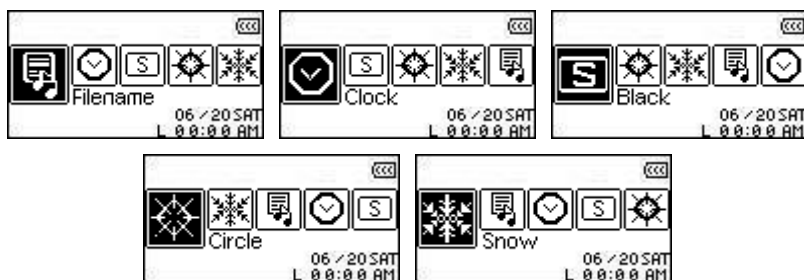 S
Filename
06/20 SAT
L 00:00 AM
S
Clock
06/20 SAT
L 00:00 AM
S
Black
06/20 SAT
L 00:00 AM
S
Circle
06/20 SAT
L 00:00 AM
S
Snow
06/20 SAT
L 00:00 AM